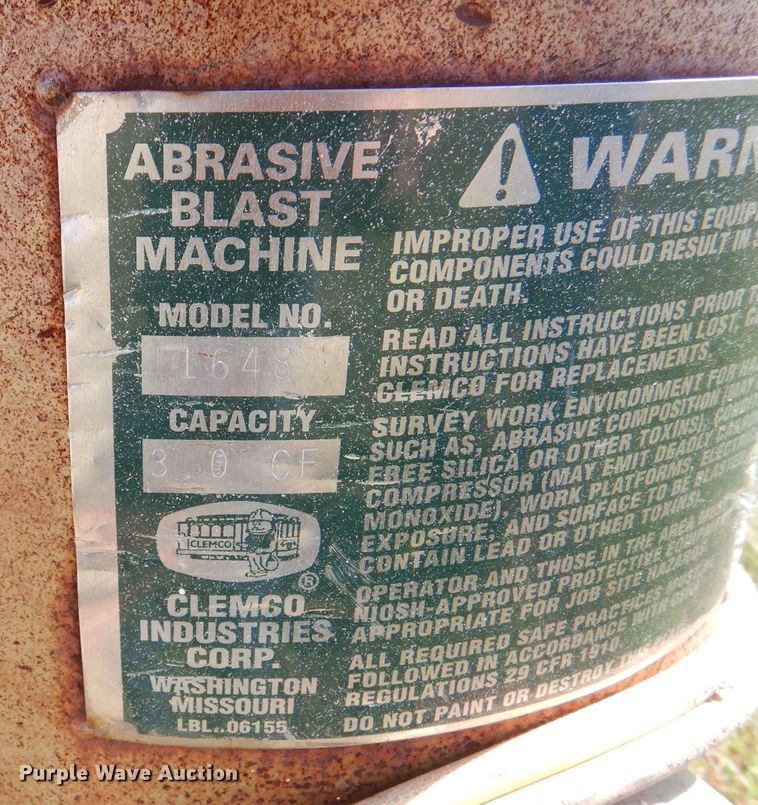 ABRASIVE
BLAST
MACHINE
MODEL NO.
1648
CAPACITY
3.0 CF
CLEMCO
®
CLEMCO
INDUSTRIES
CORP.
WASHINGTON
MISSOURI
LBL..06155
WARN
IMPROPER USE OF THIS EQUIP
COMPONENTS COULD RESULT IN
OR DEATH.
READ ALL INSTRUCTIONS PRIOR
INSTRUCTIONS HAVE BEEN LOST,
CLEMCO FOR REPLACEMENTS.
SURVEY WORK ENVIRONMENT FOR
SUCH AS, ABRASIVE COMPOSITION (MAY
FREE SILICA OR OTHER TOXINS),
COMPRESSOR (MAY EMIT DEADLY
MONOXIDE), WORK PLATFORMS,
EXPOSURE, AND SURFACE TO BE
CONTAIN LEAD OR OTHER TOXINS).
OPERATOR AND THOSE IN THE
NIOSH-APPROVED PROTECTIVE
APPROPRIATE FOR JOB SITE
ALL REQUIRED SAFE PRACTICES
FOLLOWED IN ACCORDANCE WITH
REGULATIONS 29 CFR 1910.
DO NOT PAINT OR DESTROY THIS
Purple Wave Auction